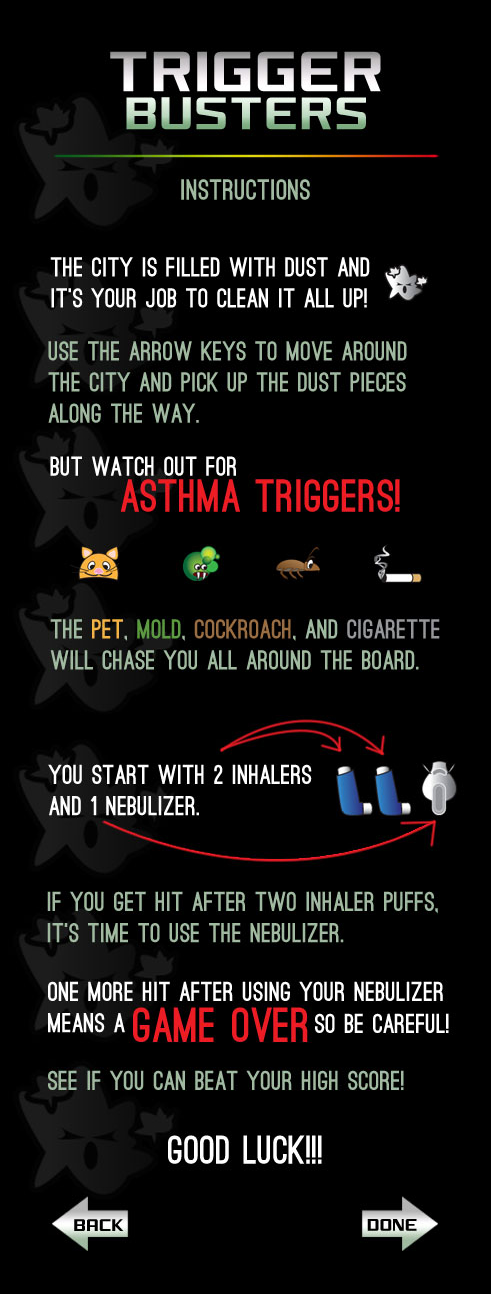 TRIGGER
BUSTERS
INSTRUCTIONS
THE CITY IS FILLED WITH DUST AND
IT'S YOUR JOB TO CLEAN IT ALL UP!
USE THE ARROW KEYS TO MOVE AROUND
THE CITY AND PICK UP THE DUST PIECES
ALONG THE WAY.
BUT WATCH OUT FOR
ASTHMA TRIGGERS!
THE PET, MOLD, COCKROACH, AND CIGARETTE
WILL CHASE YOU ALL AROUND THE BOARD.
YOU START WITH 2 INHALERS
AND 1 NEBULIZER.
IF YOU GET HIT AFTER TWO INHALER PUFFS,
IT'S TIME TO USE THE NEBULIZER.
ONE MORE HIT AFTER USING YOUR NEBULIZER
MEANS A GAME OVER SO BE CAREFUL!
SEE IF YOU CAN BEAT YOUR HIGH SCORE!
GOOD LUCK!!!
BACK DONE